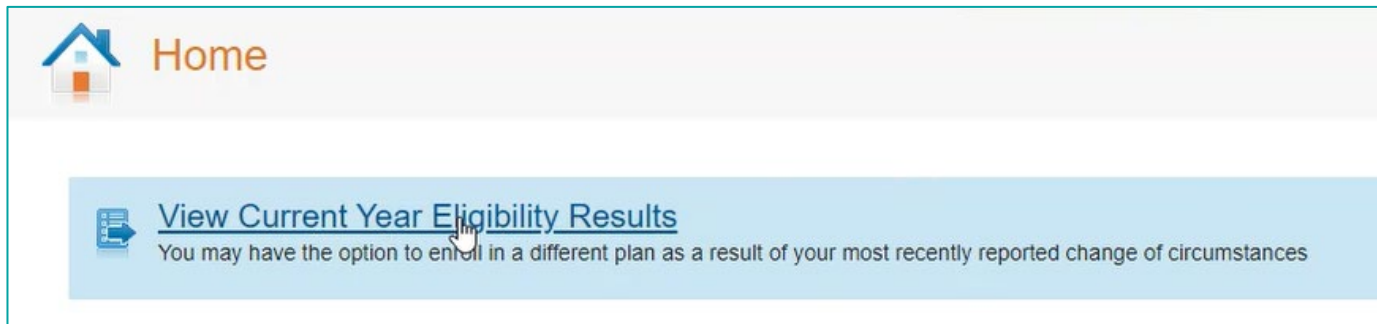 Home
View Current Year Eligibility Results
You may have the option to enroll in a different plan as a result of your most recently reported change of circumstances